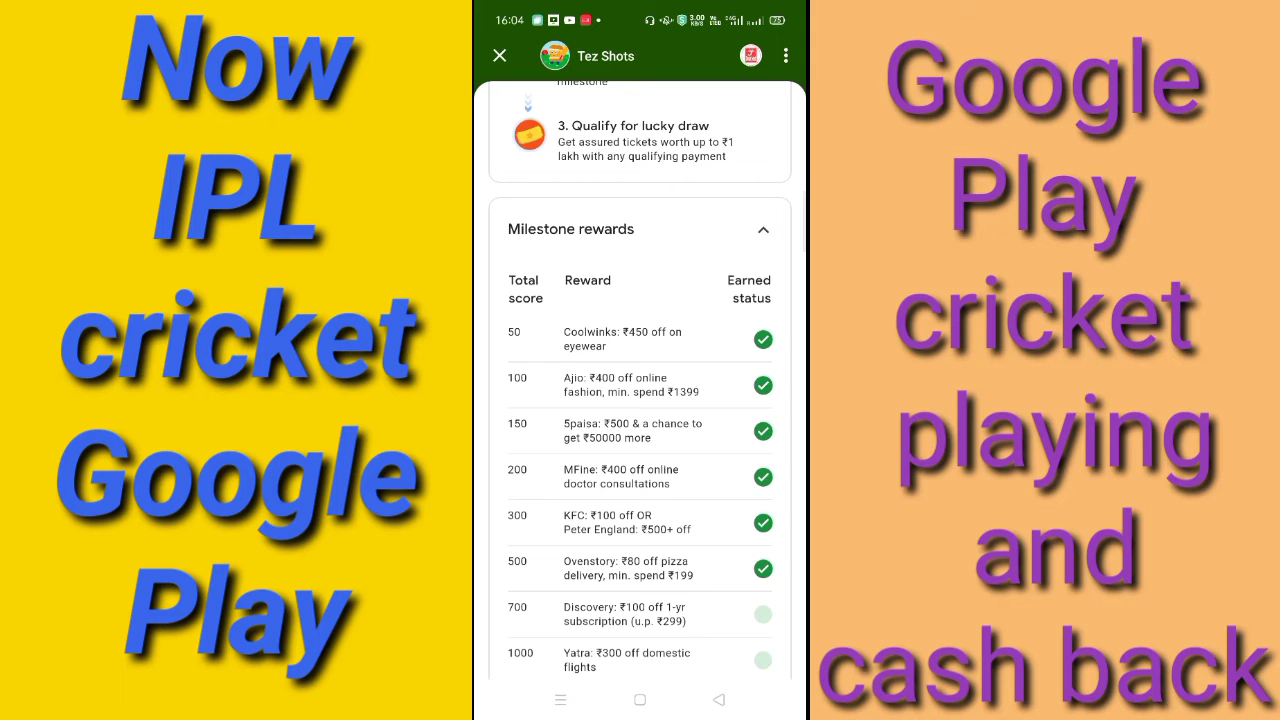 Now
IPL
cricket
Google
Play
16:04
3.00
KB/S
75
Tez Shots
milestone
3. Qualify for lucky draw
Get assured tickets worth up to ₹1
lakh with any qualifying payment
Milestone rewards
Total score Reward Earned status
50 Coolwinks: ₹450 off on
eyewear
100 Ajio: ₹400 off online
fashion, min. spend ₹1399
150 5paisa: ₹500 & a chance to
get ₹50000 more
200 MFine: ₹400 off online
doctor consultations
300 KFC: ₹100 off OR
Peter England: ₹500+ off
500 Ovenstory: ₹80 off pizza
delivery, min. spend ₹199
700 Discovery: ₹100 off 1-yr
subscription (u.p. ₹299)
1000 Yatra: ₹300 off domestic
flights
Google
Play
cricket
playing
and
cash back